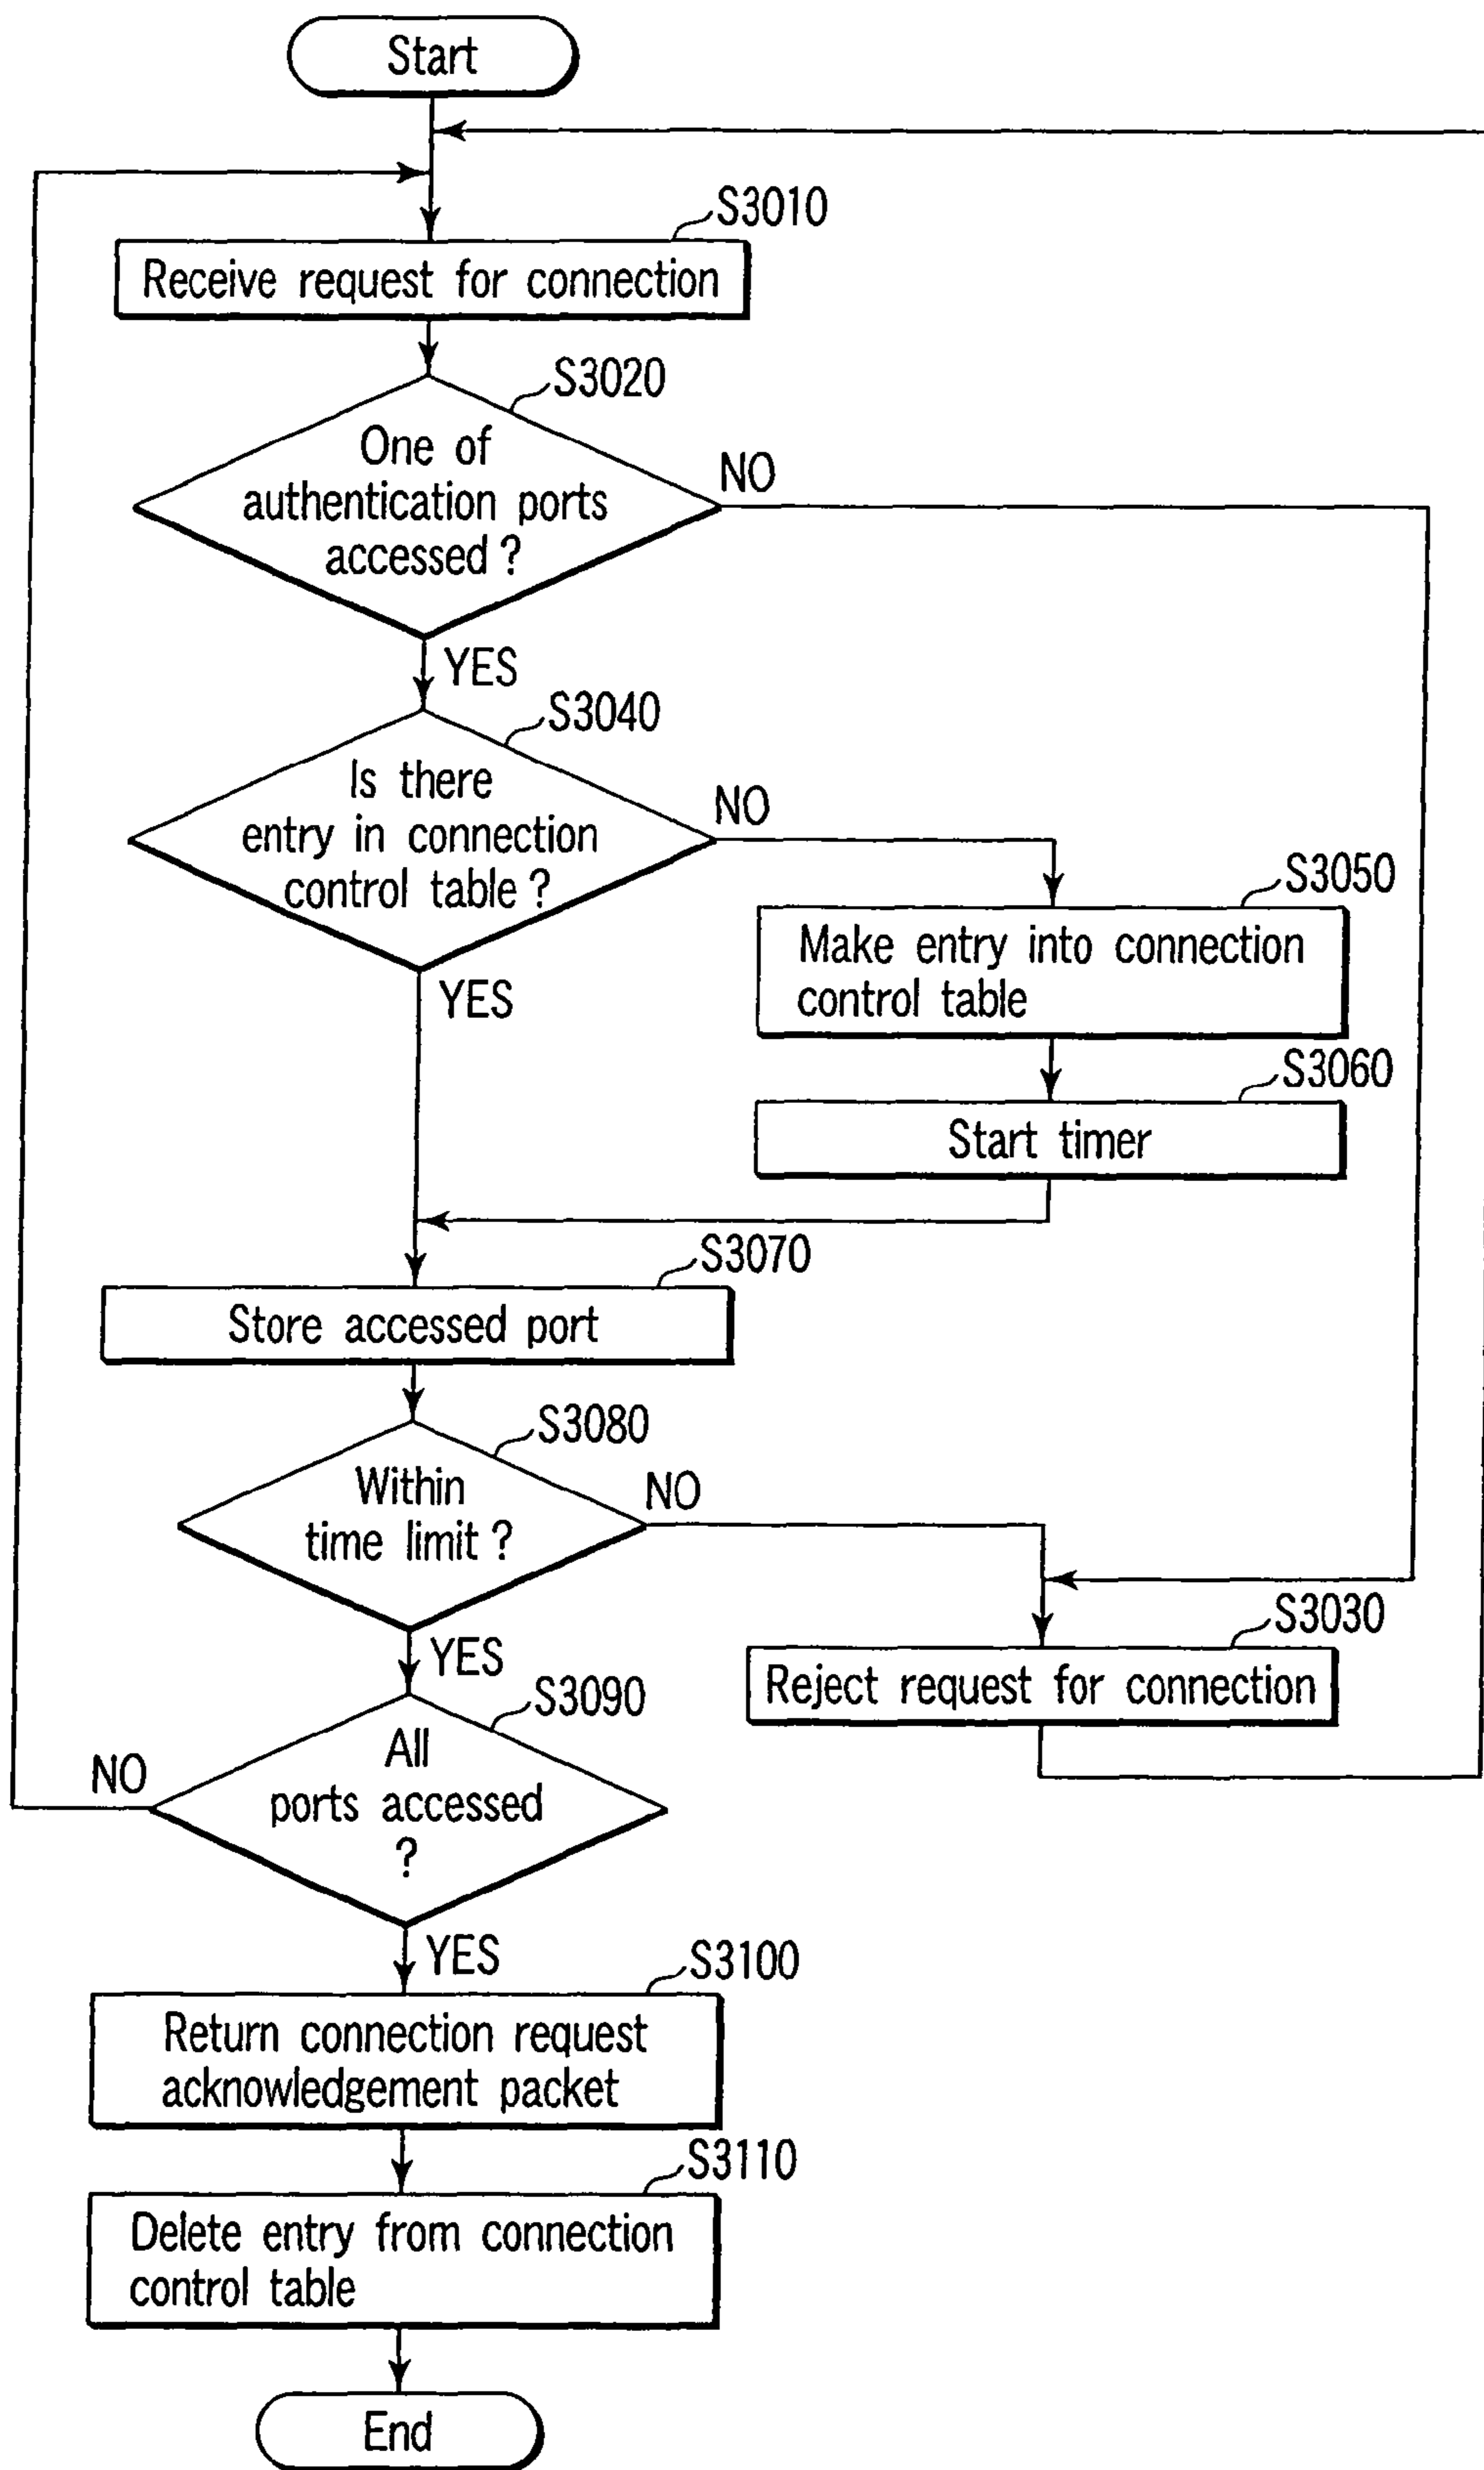 Start
S3010
Receive request for connection
S3020
One of
authentication ports
accessed ?
NO
YES
S3040
Is there
entry in connection
control table ?
NO
YES
S3050
Make entry into connection
control table
S3060
Start timer
S3070
Store accessed port
S3080
Within
time limit ?
NO
YES
S3030
Reject request for connection
S3090
All
ports accessed
?
NO
YES
S3100
Return connection request
acknowledgement packet
S3110
Delete entry from connection
control table
End